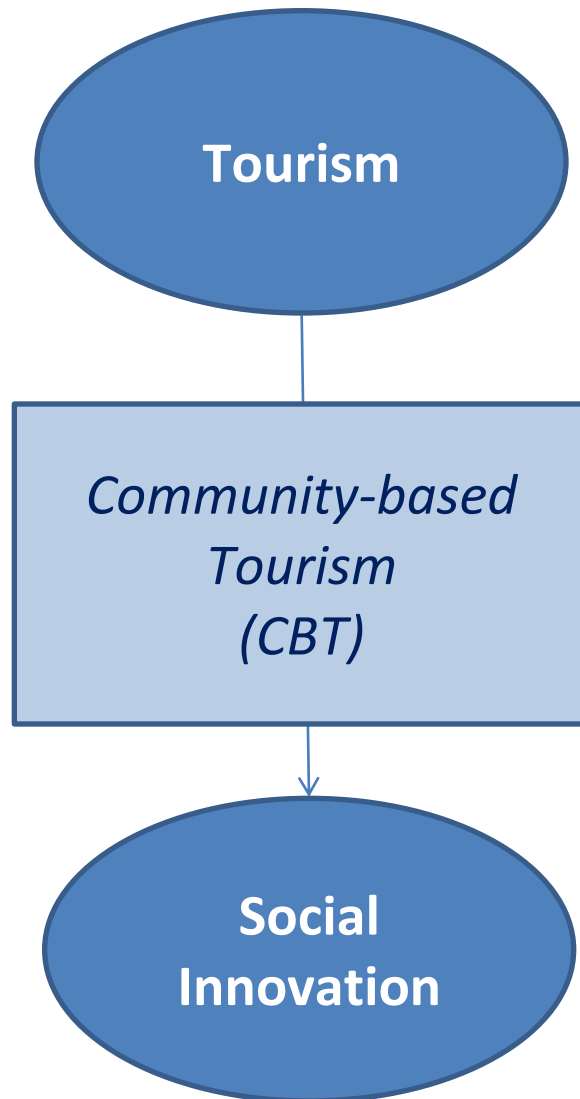 Tourism
Community-based
Tourism
(CBT)
Social
Innovation